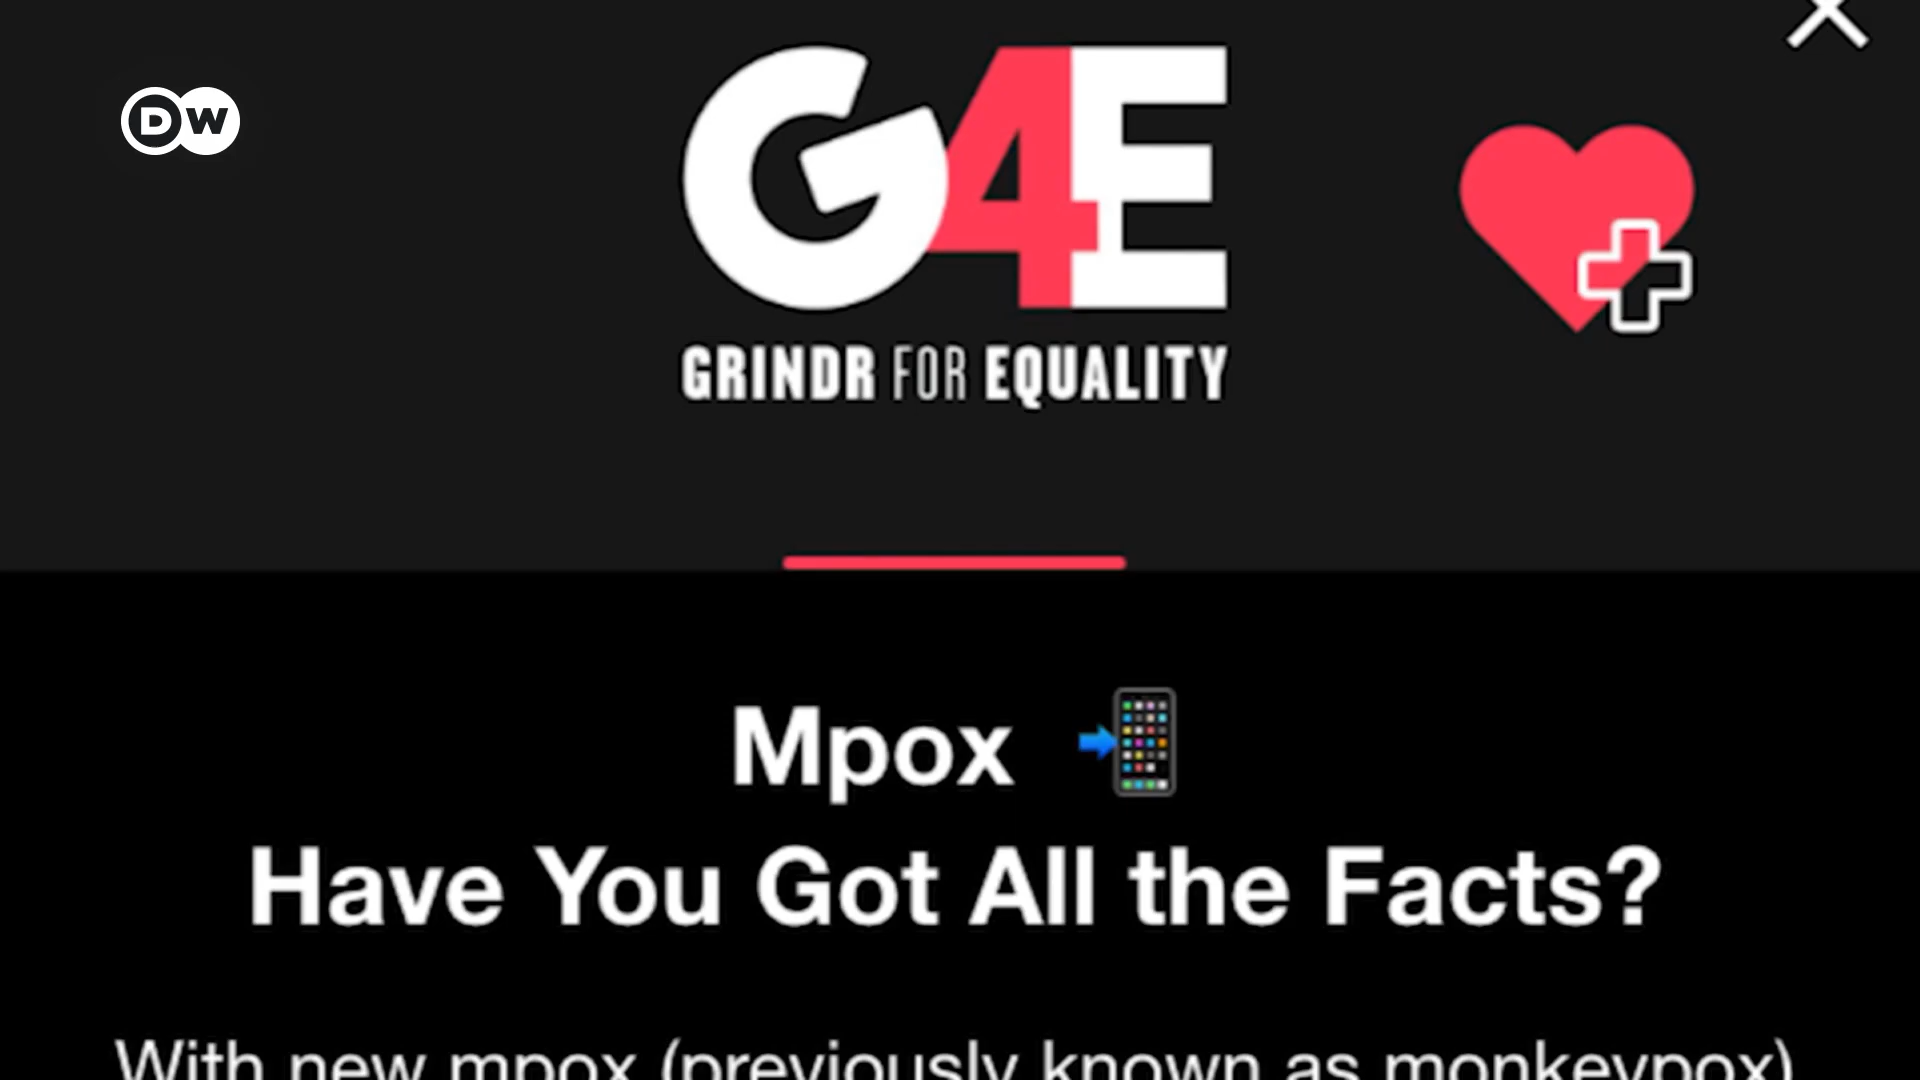 DW
G4E
GRINDR FOR EQUALITY
Mpox 📲
Have You Got All the Facts?
With new mpox (previously known as monkeypox)